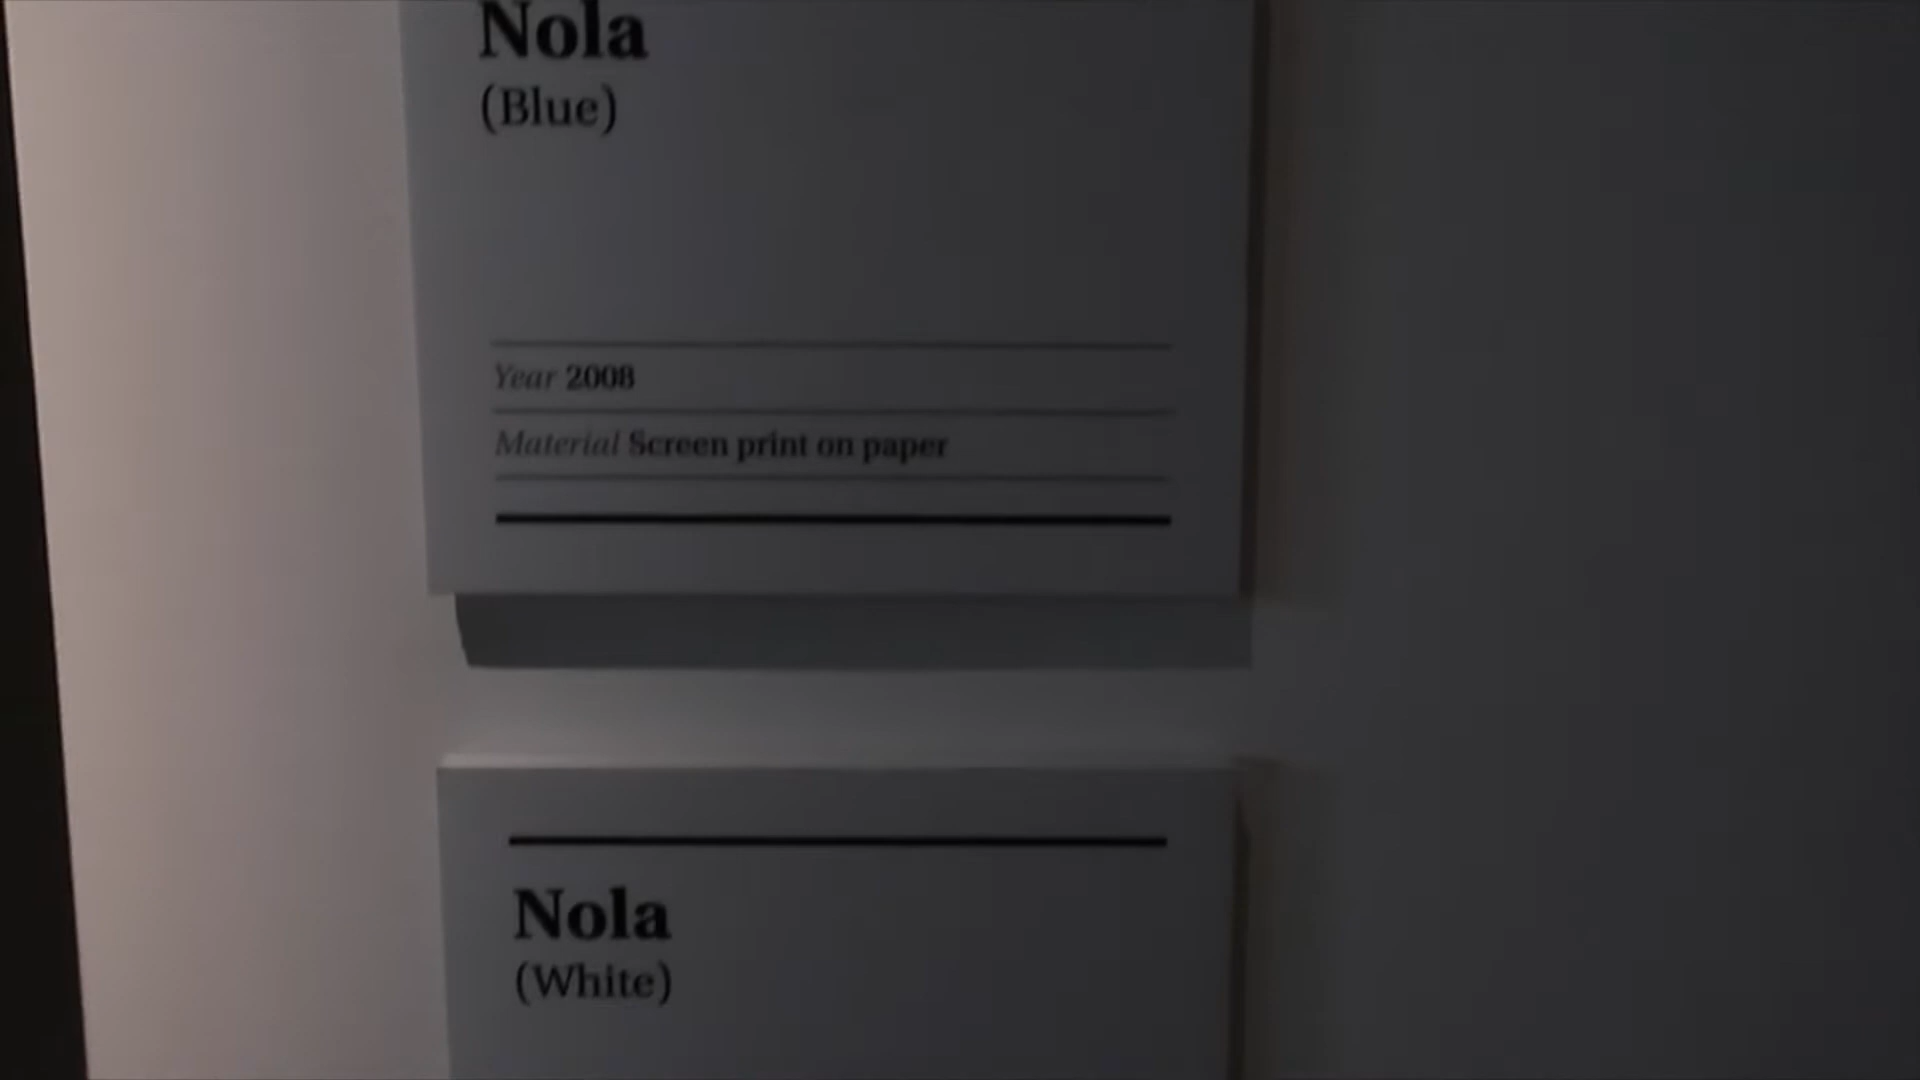 Nola
(Blue)
Year 2008
Material Screen print on paper
Nola
(White)